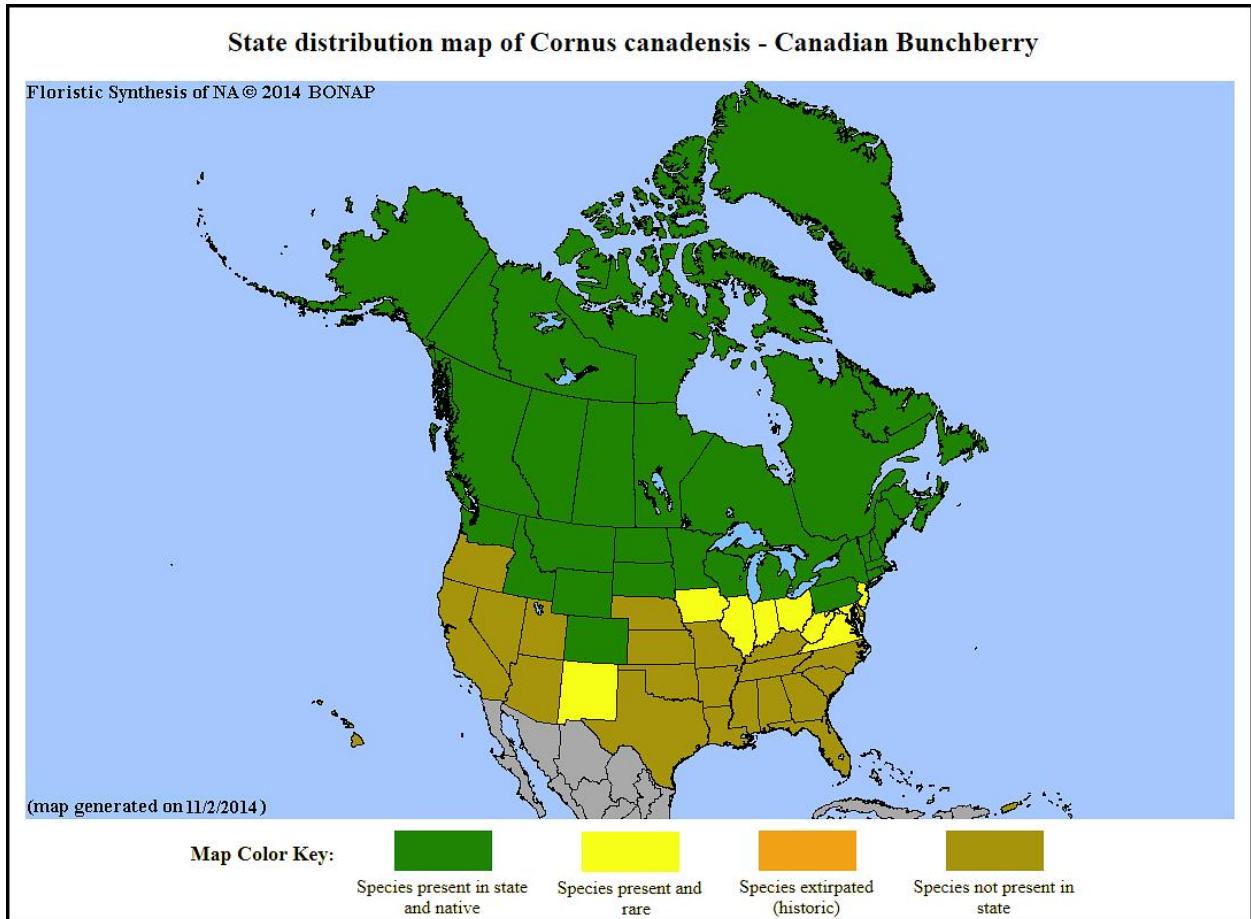 State distribution map of Cornus canadensis - Canadian Bunchberry
Floristic Synthesis of NA © 2014 BONAP
(map generated on 11/2/2014)
Map Color Key:
Species present in state
and native
Species present and
rare
Species extirpated
(historic)
Species not present in
state